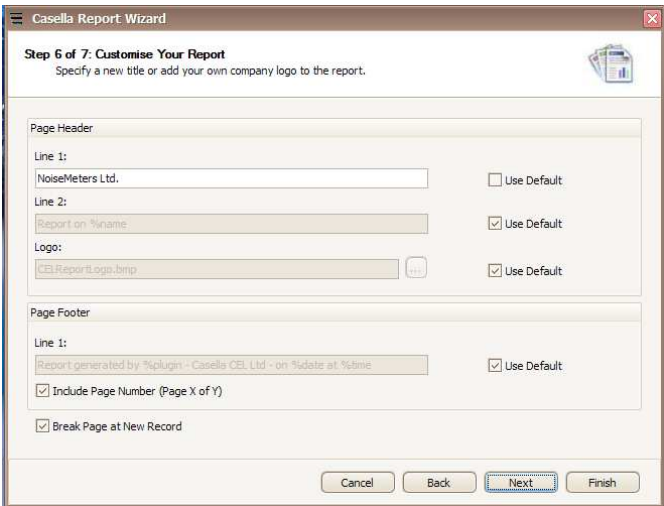 Casella Report Wizard
Step 6 of 7: Customise Your Report
Specify a new title or add your own company logo to the report.
Page Header
Line 1:
NoiseMeters Ltd.
Use Default
Line 2:
Report on %name
Use Default
Logo:
CELReportLogo.bmp
...
Use Default
Page Footer
Line 1:
Report generated by %plugin - Casella CEL Ltd - on %date at %time
Use Default
Include Page Number (Page X of Y)
Break Page at New Record
Cancel
Back
Next
Finish